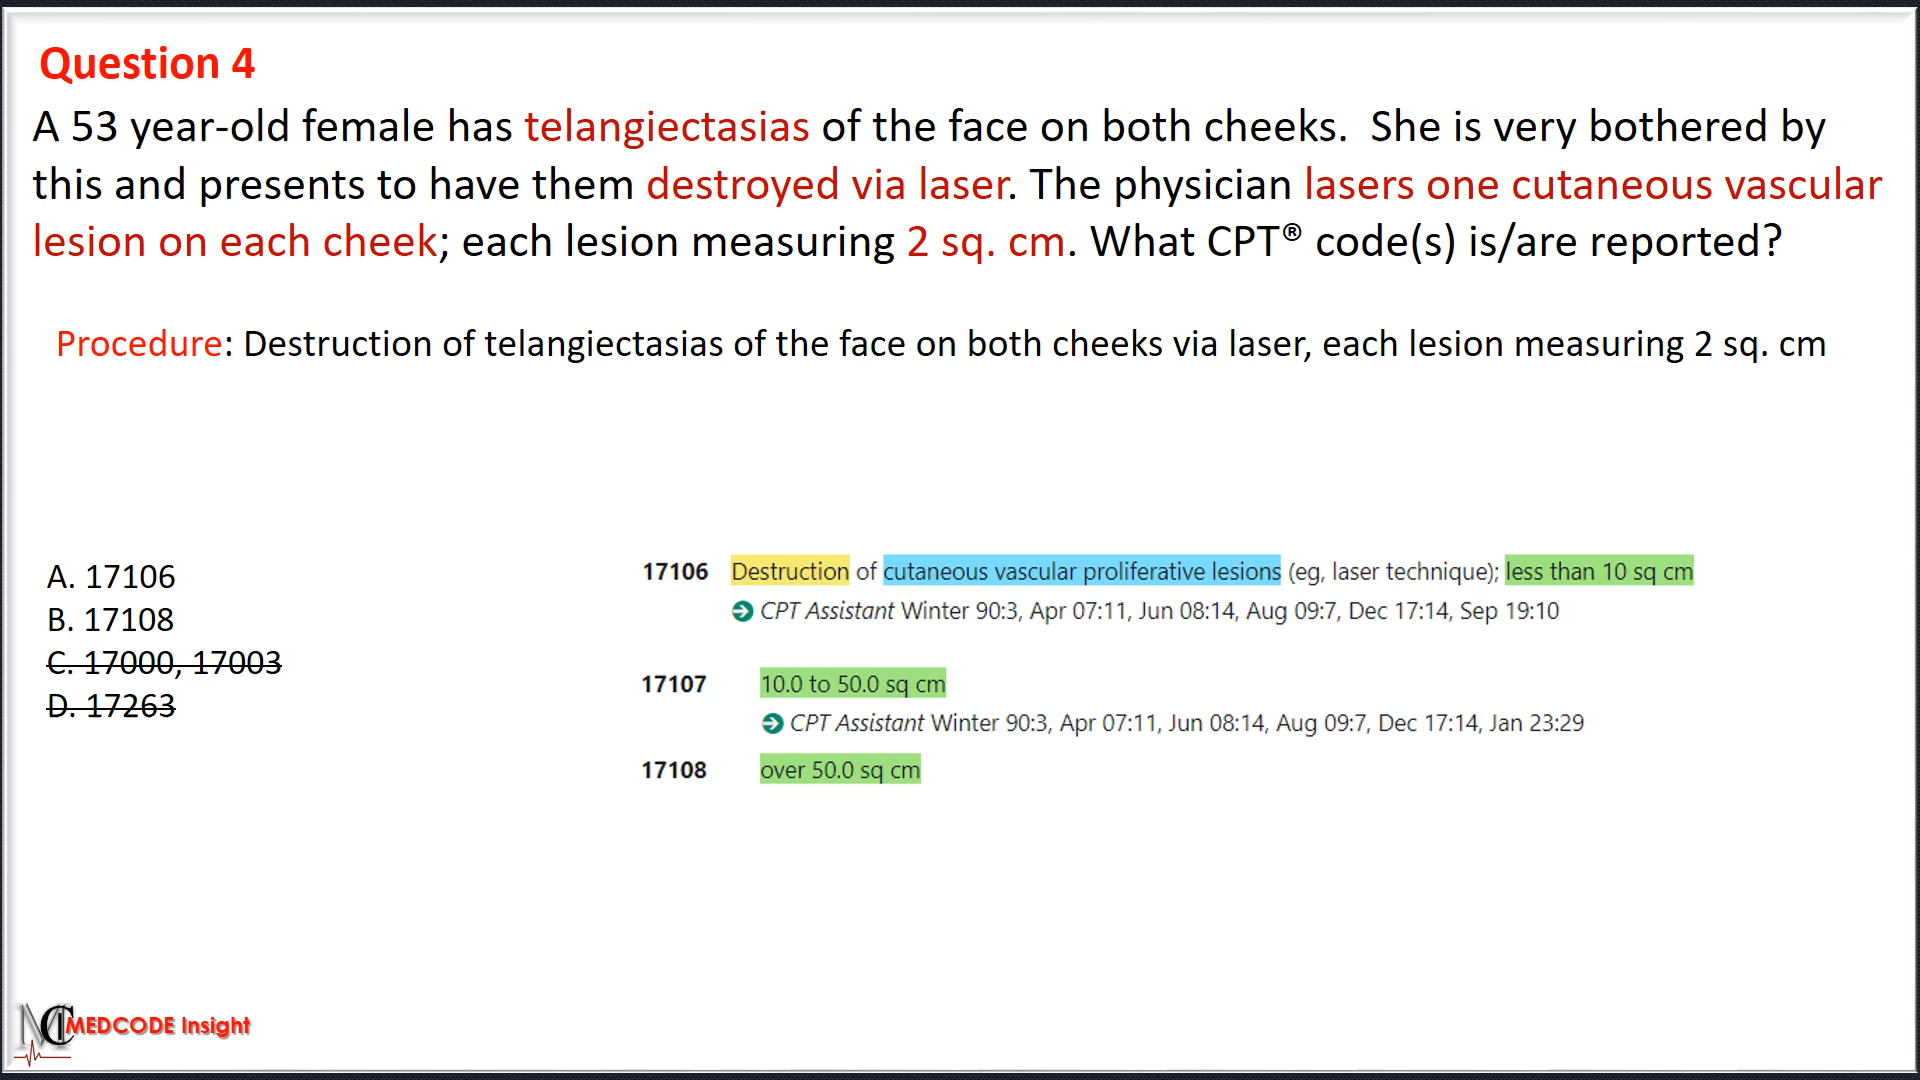 Question 4
A 53 year-old female has telangiectasias of the face on both cheeks. She is very bothered by
this and presents to have them destroyed via laser. The physician lasers one cutaneous vascular
lesion on each cheek; each lesion measuring 2 sq. cm. What CPT® code(s) is/are reported?
Procedure: Destruction of telangiectasias of the face on both cheeks via laser, each lesion measuring 2 sq. cm
A. 17106
B. 17108
C. 17000, 17003
D. 17263
17106 Destruction of cutaneous vascular proliferative lesions (eg, laser technique); less than 10 sq cm
CPT Assistant Winter 90:3, Apr 07:11, Jun 08:14, Aug 09:7, Dec 17:14, Sep 19:10
17107 10.0 to 50.0 sq cm
CPT Assistant Winter 90:3, Apr 07:11, Jun 08:14, Aug 09:7, Dec 17:14, Jan 23:29
17108 over 50.0 sq cm
MCI MEDCODE Insight